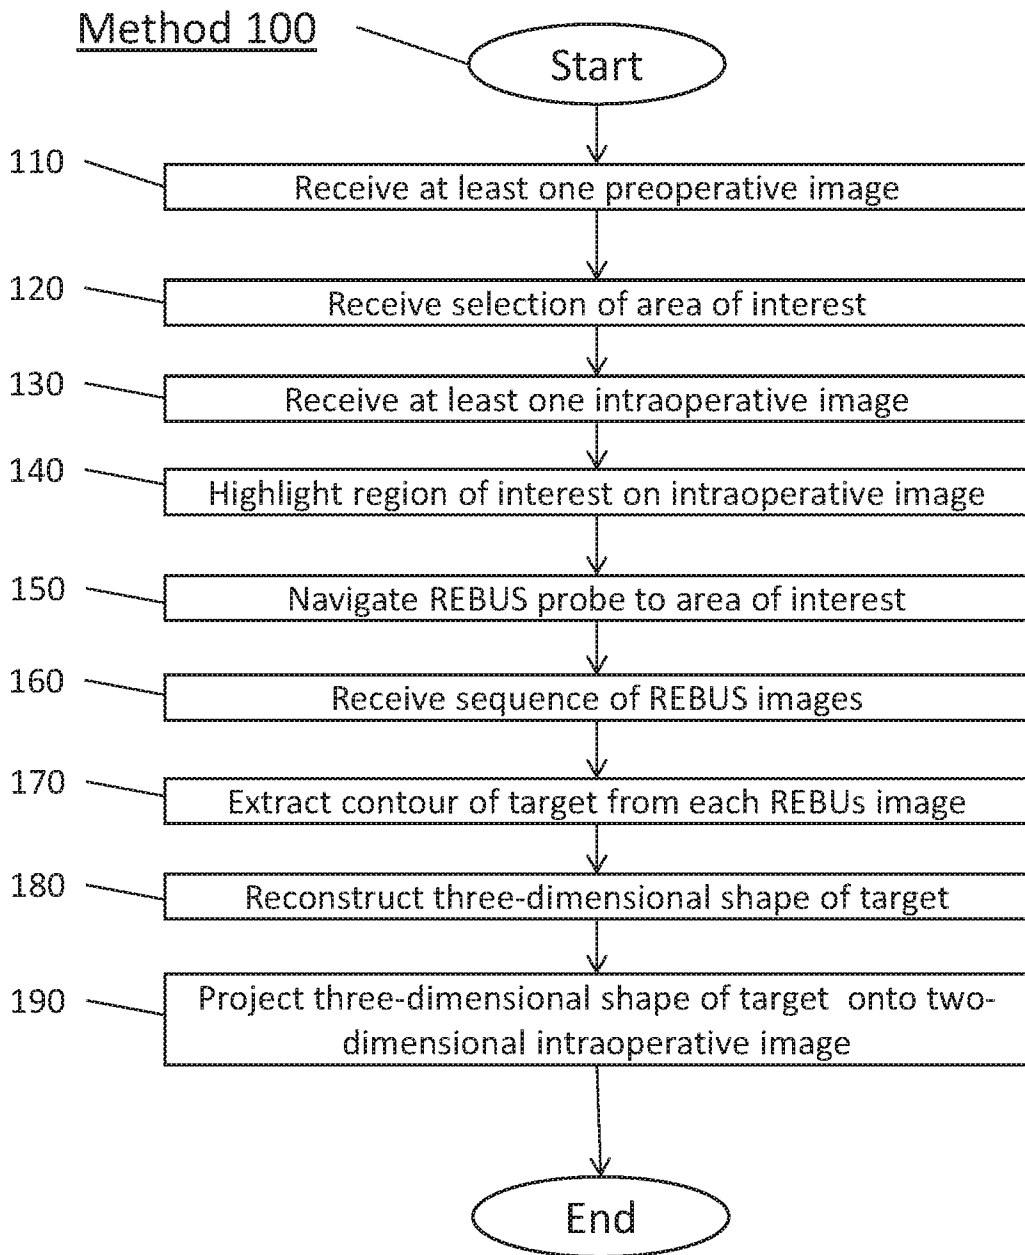 Method 100
Start
110
Receive at least one preoperative image
120
Receive selection of area of interest
130
Receive at least one intraoperative image
140
Highlight region of interest on intraoperative image
150
Navigate REBUS probe to area of interest
160
Receive sequence of REBUS images
170
Extract contour of target from each REBUs image
180
Reconstruct three-dimensional shape of target
190
Project three-dimensional shape of target onto two-
dimensional intraoperative image
End